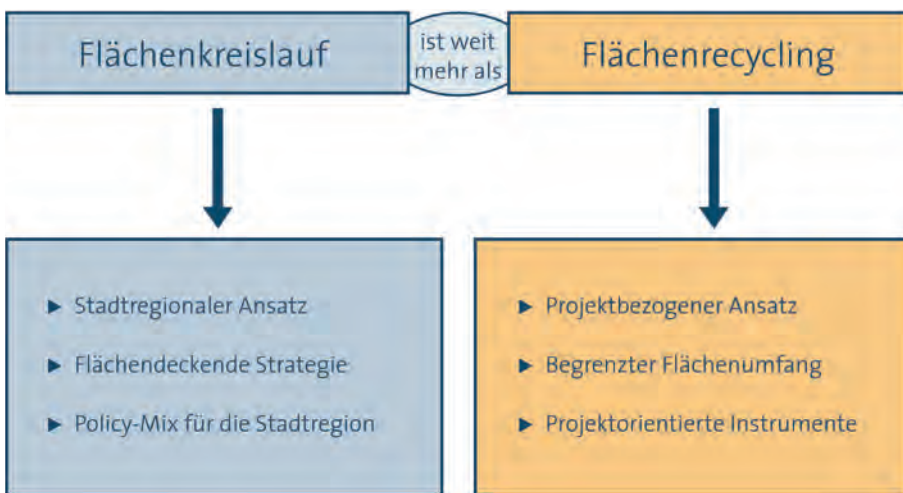 Flächenkreislauf
ist weit
mehr als
Flächenrecycling
► Stadtregionaler Ansatz
► Flächendeckende Strategie
► Policy-Mix für die Stadtregion
► Projektbezogener Ansatz
► Begrenzter Flächenumfang
► Projektorientierte Instrumente